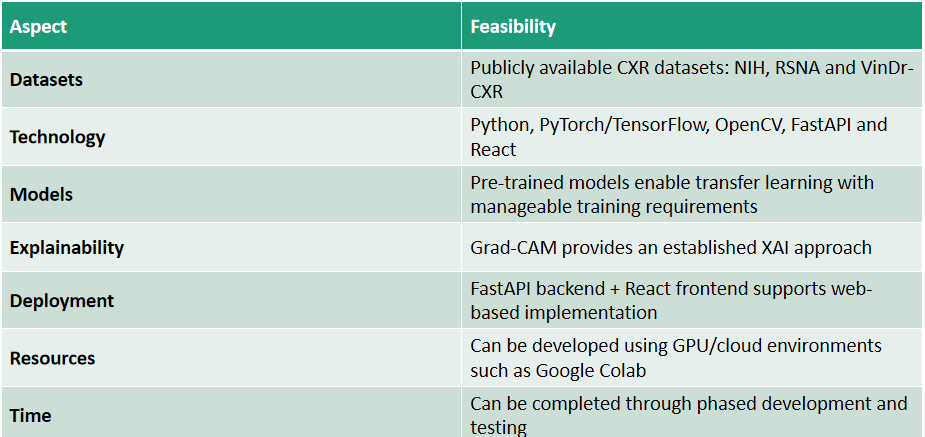 Aspect
Feasibility
Datasets
Publicly available CXR datasets: NIH, RSNA and VinDr-
CXR
Technology
Python, PyTorch/TensorFlow, OpenCV, FastAPI and
React
Models
Pre-trained models enable transfer learning with
manageable training requirements
Explainability
Grad-CAM provides an established XAI approach
Deployment
FastAPI backend + React frontend supports web-
based implementation
Resources
Can be developed using GPU/cloud environments
such as Google Colab
Time
Can be completed through phased development and
testing